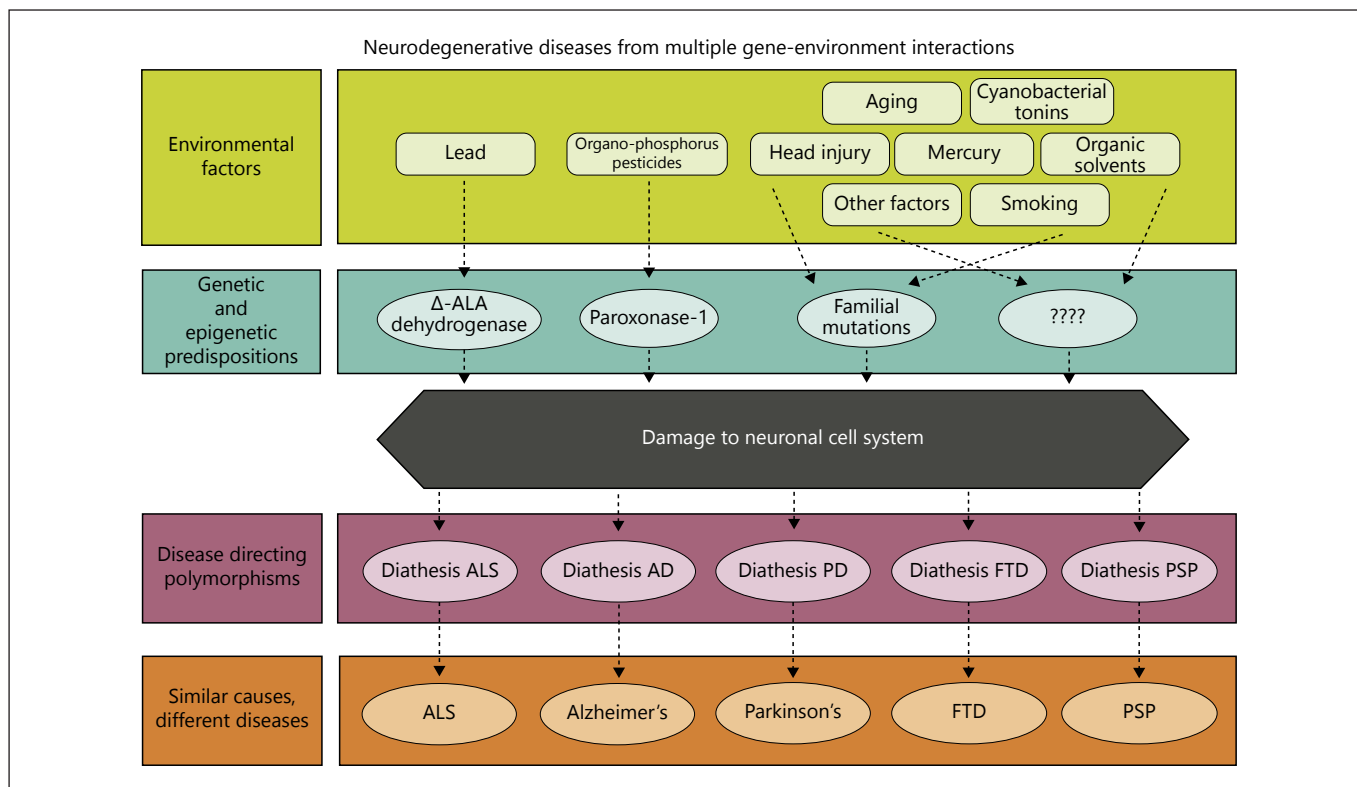 Neurodegenerative diseases from multiple gene-environment interactions
Environmental
factors
Aging
Cyanobacterial
tonins
Lead
Organo-phosphorus
pesticides
Head injury
Mercury
Organic
solvents
Other factors
Smoking
Genetic
and
epigenetic
predispositions
Δ-ALA
dehydrogenase
Paroxonase-1
Familial
mutations
????
Damage to neuronal cell system
Disease directing
polymorphisms
Diathesis ALS
Diathesis AD
Diathesis PD
Diathesis FTD
Diathesis PSP
Similar causes,
different diseases
ALS
Alzheimer’s
Parkinson’s
FTD
PSP